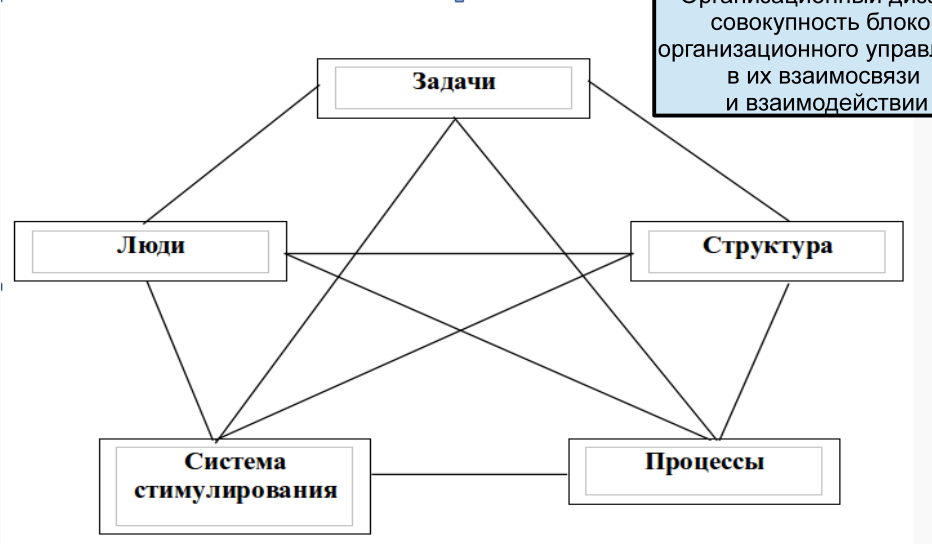 совокупность блоко
организационного управл
в их взаимосвязи
и взаимодействии
Задачи
Люди
Структура
Система
стимулирования
Процессы